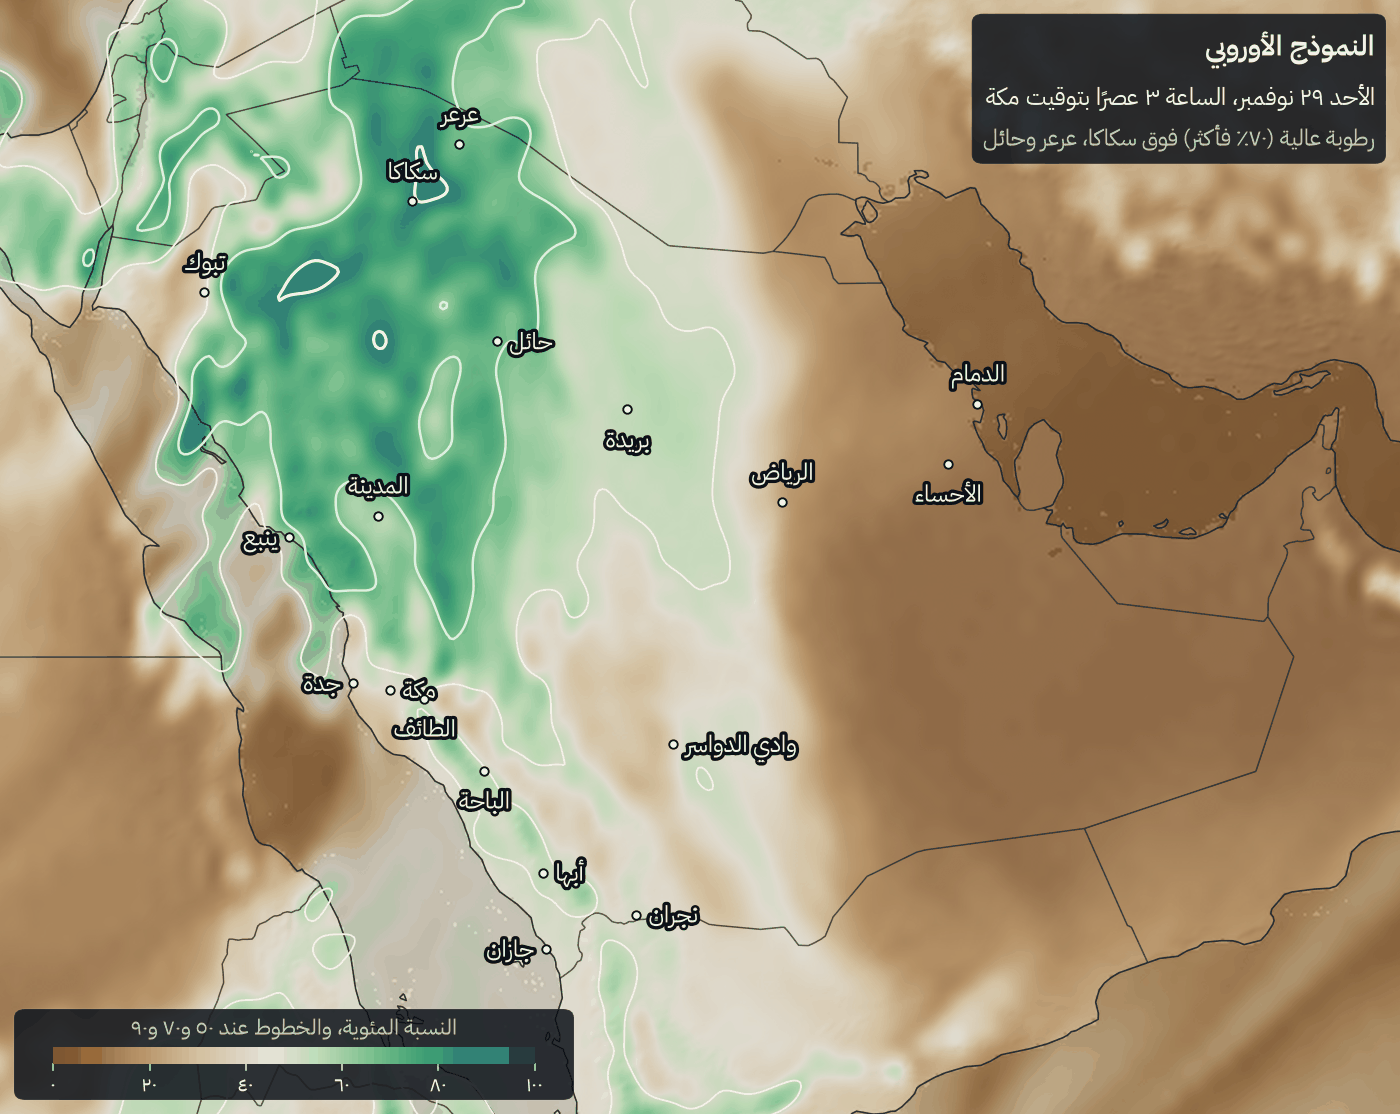 النموذج الأوروبي
الأحد ٢٩ نوفمبر، الساعة ٣ عصرًا بتوقيت مكة
رطوبة عالية (٧٠٪ فأكثر) فوق سكاكا، عرعر وحائل
عرعر
سكاكا
تبوك
حائل
الدمام
بريدة
الرياض
الأحساء
المدينة
ينبع
جدة
مكة
الطائف
وادي الدواسر
الباحة
أبها
نجران
جازان
النسبة المئوية، والخطوط عند ٥٠ و٧٠ و٩٠
٠ ٢٠ ٤٠ ٦٠ ٨٠ ١٠٠